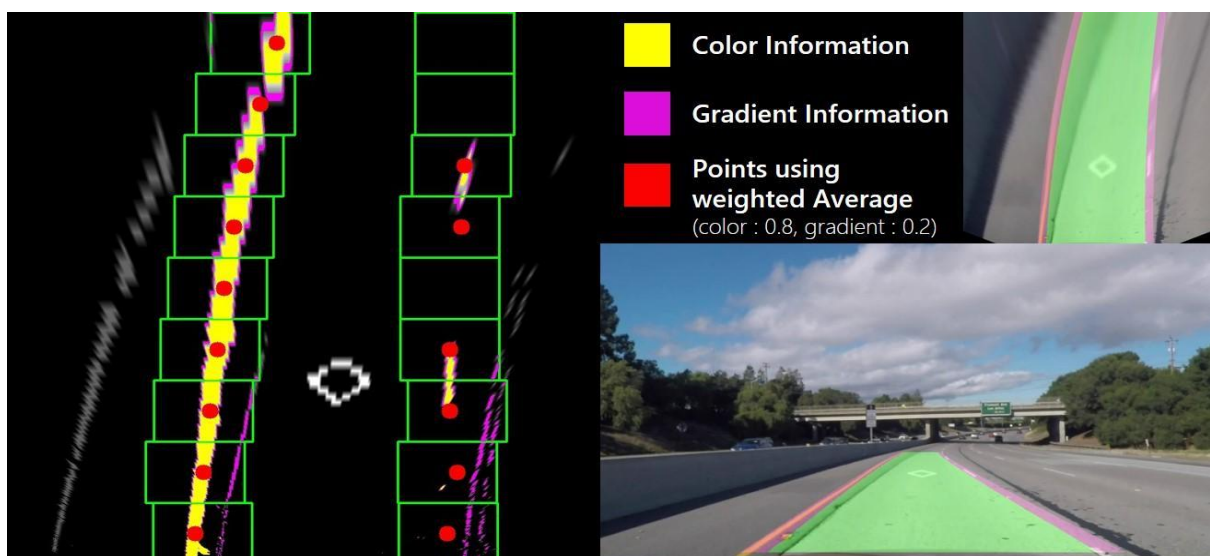 Color Information
Gradient Information
Points using
weighted Average
(color : 0.8, gradient : 0.2)